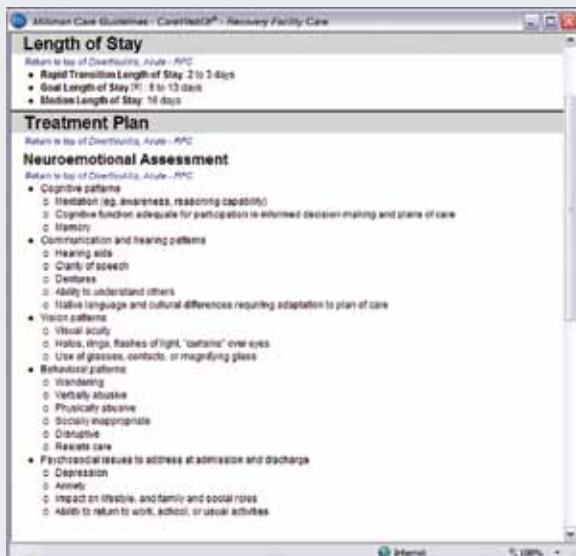 Milliman Care Guidelines - CareWebQI® - Recovery Facility Care
Length of Stay
Return to top of Diverticulitis, Acute - RFC
• Rapid Transition Length of Stay: 2 to 3 days
• Goal Length of Stay [R]: to 13 days
• Median Length of Stay: 16 days
Treatment Plan
Return to top of Diverticulitis, Acute - RFC
Neuroemotional Assessment
Return to top of Diverticulitis, Acute - RFC
• Cognitive patterns
o Mentation (eg, awareness, reasoning capability)
o Cognitive function adequate for participation in informed decision making and plans of care
o Memory
• Communication and hearing patterns
o Hearing aids
o Clarity of speech
o Dentures
o Ability to understand others
o Native language and cultural differences requiring adaptation to plan of care
• Vision patterns
o Visual acuity
o Halos, rings, flashes of light, "curtains" over eyes
o Use of glasses, contacts, or magnifying glass
• Behavioral patterns
o Wandering
o Verbally abusive
o Physically abusive
o Socially inappropriate
o Disruptive
o Resists care
• Psychosocial issues to address at admission and discharge
o Depression
o Anxiety
o Impact on lifestyle, and family and social roles
o Ability to return to work, school, or usual activities
Internet
100%